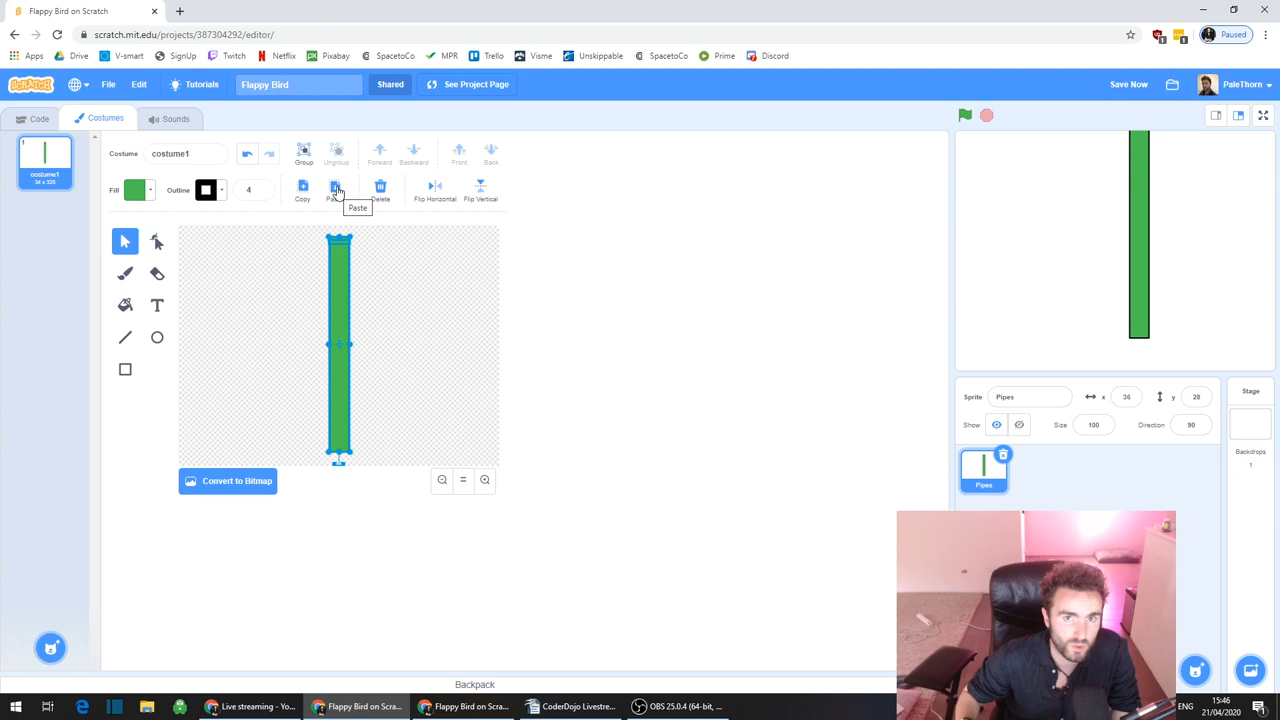 Flappy Bird on Scratch
scratch.mit.edu/projects/387304292/editor/
Paused
Apps Drive V-smart SignUp Twitch Netflix Pixabay SpacetoCo MPR Trello Visme Unskippable SpacetoCo Prime Discord
SCRATCH File Edit Tutorials Flappy Bird Shared See Project Page Save Now PaleThorn
Code Costumes Sounds
1
costume1
34 x 325
Costume costume1 Group Ungroup Forward Backward Front Back
Fill Outline 4 Copy Delete Flip Horizontal Flip Vertical
Paste
Convert to Bitmap
Sprite Pipes x 36 y 28
Show Size 100 Direction 90
Pipes
Stage
Backdrops
1
Backpack
Live streaming - Yo...
Flappy Bird on Scra...
Flappy Bird on Scra...
CoderDojo Livestre...
OBS 25.0.4 (64-bit, ...
ENG
15:46
21/04/2020